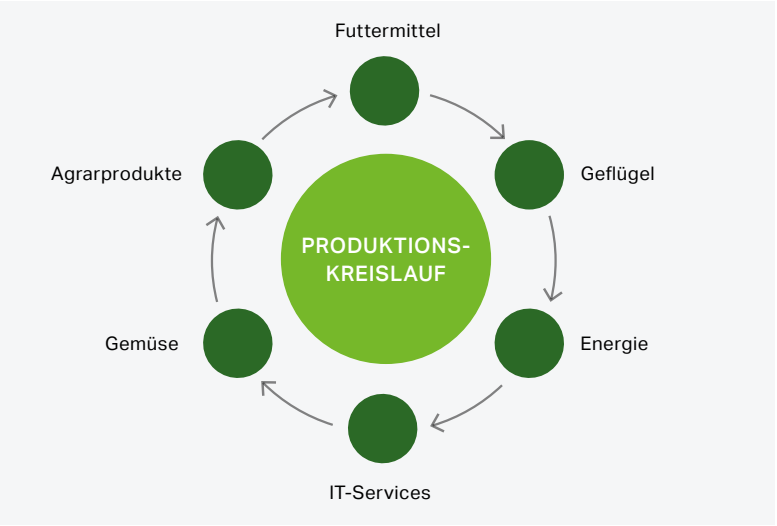 Futtermittel
Agrarprodukte
Geflügel
PRODUKTIONS-
KREISLAUF
Gemüse
Energie
IT-Services